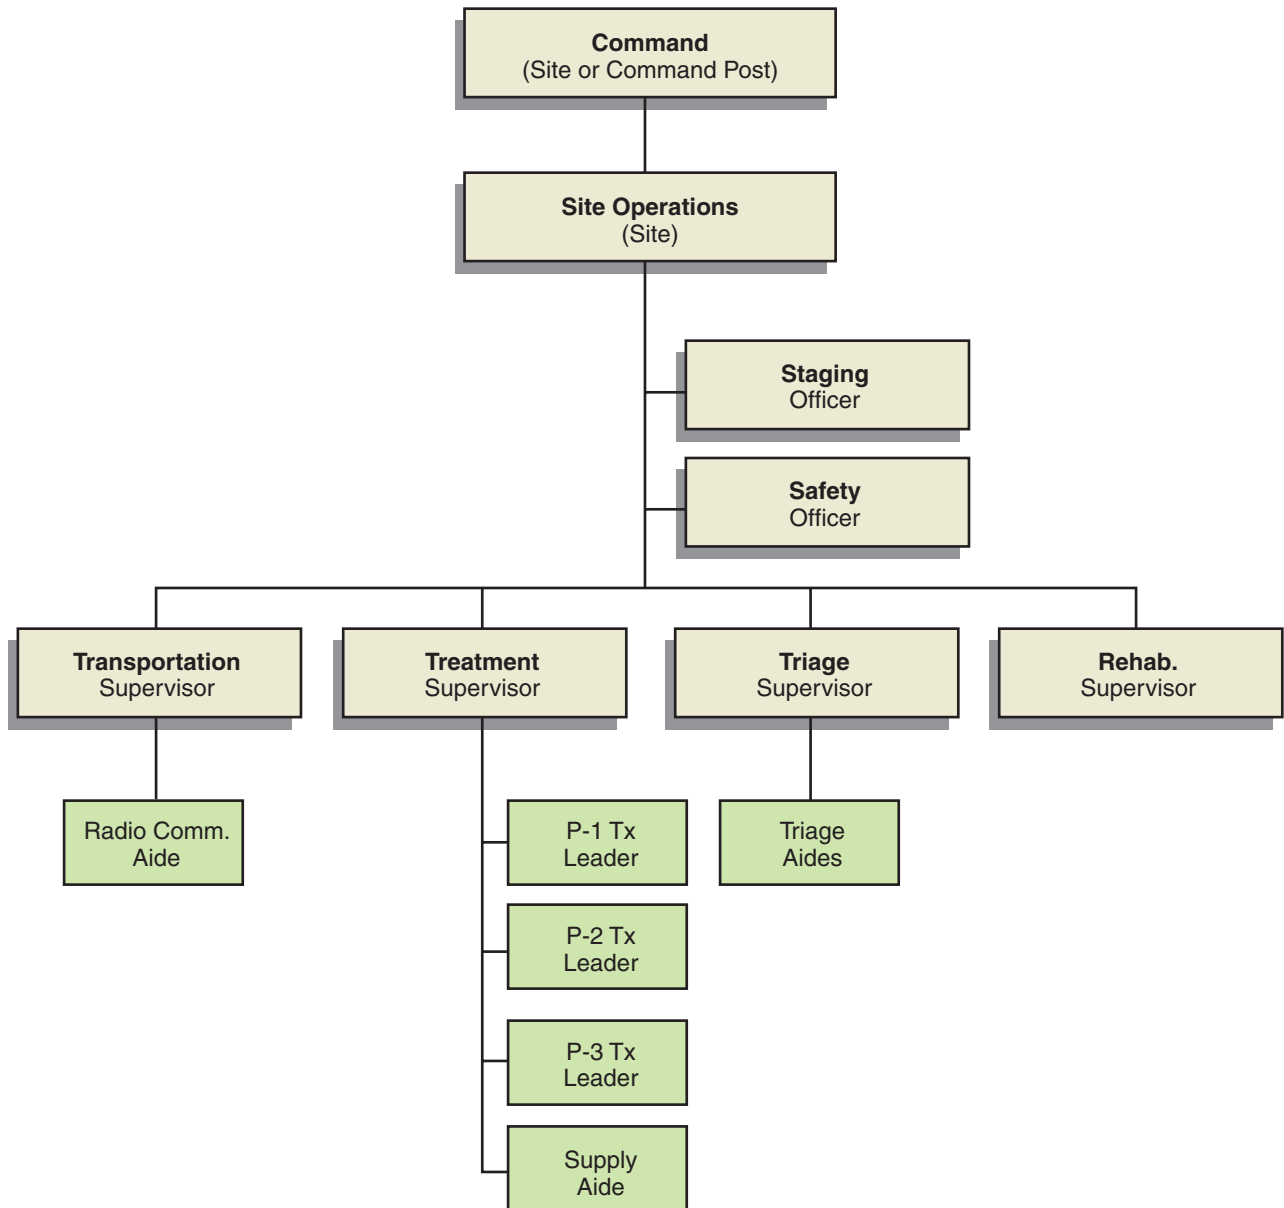 Command
(Site or Command Post)
Site Operations
(Site)
Staging
Officer
Safety
Officer
Transportation
Supervisor
Treatment
Supervisor
Triage
Supervisor
Rehab.
Supervisor
Radio Comm.
Aide
P-1 Tx
Leader
Triage
Aides
P-2 Tx
Leader
P-3 Tx
Leader
Supply
Aide